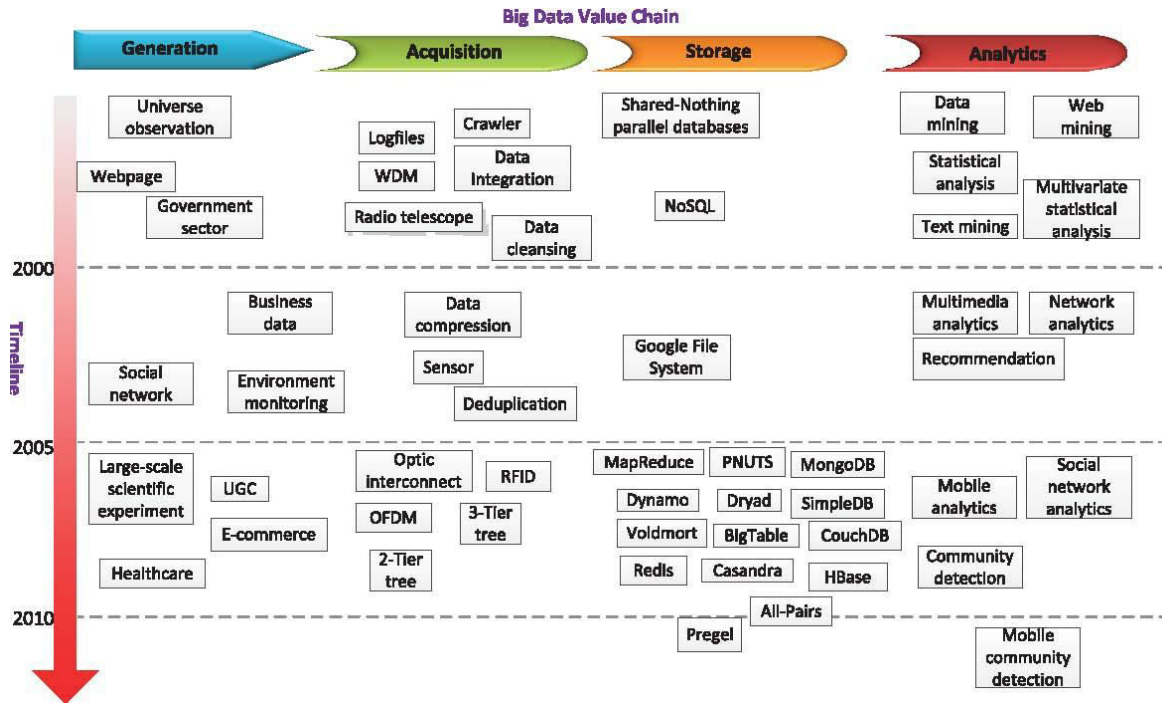 Big Data Value Chain
Generation
Acquisition
Storage
Analytics
Timeline
Universe
observation
Webpage
Government
sector
Logfiles
Crawler
WDM
Data
Integration
Radio telescope
Data
cleansing
Shared-Nothing
parallel databases
NoSQL
Data
mining
Web
mining
Statistical
analysis
Multivariate
statistical
analysis
Text mining
2000
Business
data
Social
network
Environment
monitoring
Data
compression
Sensor
Deduplication
Google File
System
Multimedia
analytics
Network
analytics
Recommendation
2005
Large-scale
scientific
experiment
UGC
E-commerce
Healthcare
Optic
interconnect
RFID
OFDM
3-Tier
tree
2-Tier
tree
MapReduce
PNUTS
MongoDB
Dynamo
Dryad
SimpleDB
Voldmort
BigTable
CouchDB
Redis
Casandra
HBase
All-Pairs
Mobile
analytics
Social
network
analytics
Community
detection
2010
Pregel
Mobile
community
detection